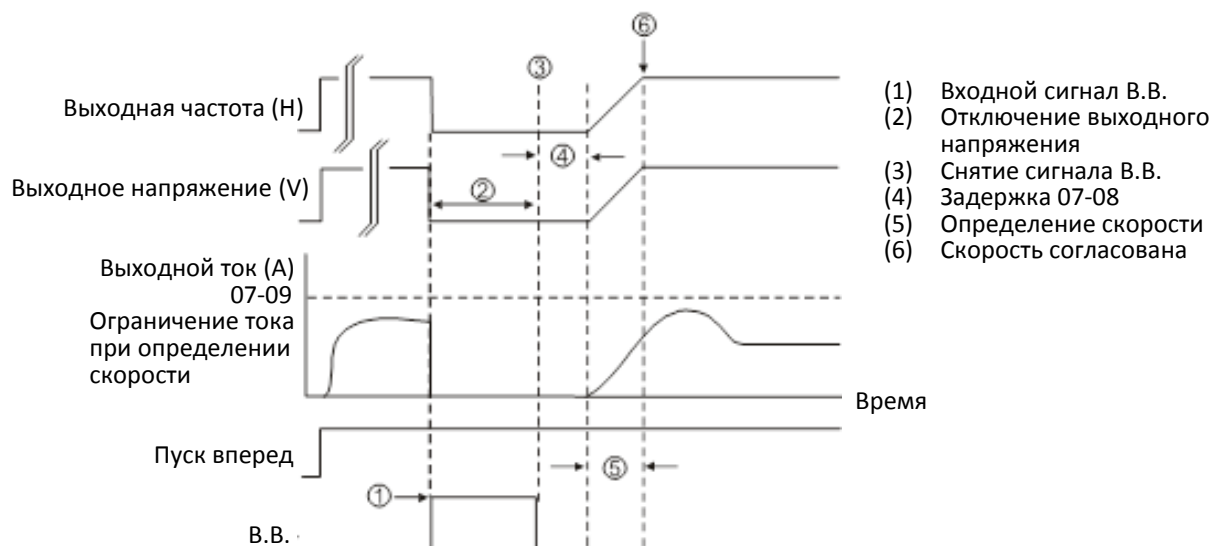 ⑥
③
Выходная частота (H)
④
Выходное напряжение (V)
②
Выходной ток (A)
07-09
Ограничение тока
при определении
скорости
Время
Пуск вперед
⑤
①
B.B.
(1) Входной сигнал B.B.
(2) Отключение выходного
напряжения
(3) Снятие сигнала B.B.
(4) Задержка 07-08
(5) Определение скорости
(6) Скорость согласована